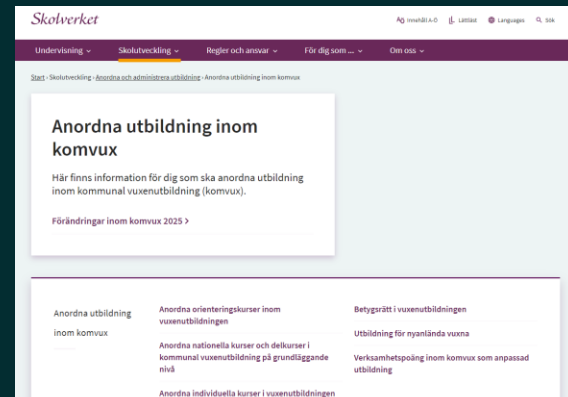 Skolverket
Innehåll A-Ö
Lättläst
Languages
Sök
Undervisning
Skolutveckling
Regler och ansvar
För dig som ...
Om oss
Start › Skolutveckling › Anordna och administrera utbildning › Anordna utbildning inom komvux
Anordna utbildning inom
komvux
Här finns information för dig som ska anordna utbildning
inom kommunal vuxenutbildning (komvux).
Förändringar inom komvux 2025 >
Anordna utbildning
inom komvux
Anordna orienteringskurser inom
vuxenutbildningen
Anordna nationella kurser och delkurser i
kommunal vuxenutbildning på grundläggande
nivå
Anordna individuella kurser i vuxenutbildningen
Betygsrätt i vuxenutbildningen
Utbildning för nyanlända vuxna
Verksamhetspoäng inom komvux som anpassad
utbildning